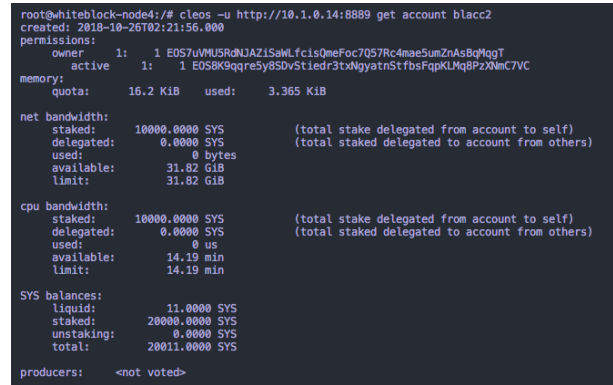 root@whiteblock-node4:/# cleos -u http://10.1.0.14:8889 get account blacc2
created: 2018-10-26T02:21:56.000
permissions:
owner 1: 1 EOS7uVMU5RdNJAZiSaWLfcisQmeFoc7Q57Rc4mae5umZnAsBqMqgT
active 1: 1 EOS8K9qqre5y8SDvStiedr3txNgyatnStfbsFqpKLMq8PzXNmC7VC
memory:
quota: 16.2 KiB used: 3.365 KiB
net bandwidth:
staked: 10000.0000 SYS (total stake delegated from account to self)
delegated: 0.0000 SYS (total staked delegated to account from others)
used: 0 bytes
available: 31.82 GiB
limit: 31.82 GiB
cpu bandwidth:
staked: 10000.0000 SYS (total stake delegated from account to self)
delegated: 0.0000 SYS (total staked delegated to account from others)
used: 0 us
available: 14.19 min
limit: 14.19 min
SYS balances:
liquid: 11.0000 SYS
staked: 20000.0000 SYS
unstaking: 0.0000 SYS
total: 20011.0000 SYS
producers: <not voted>